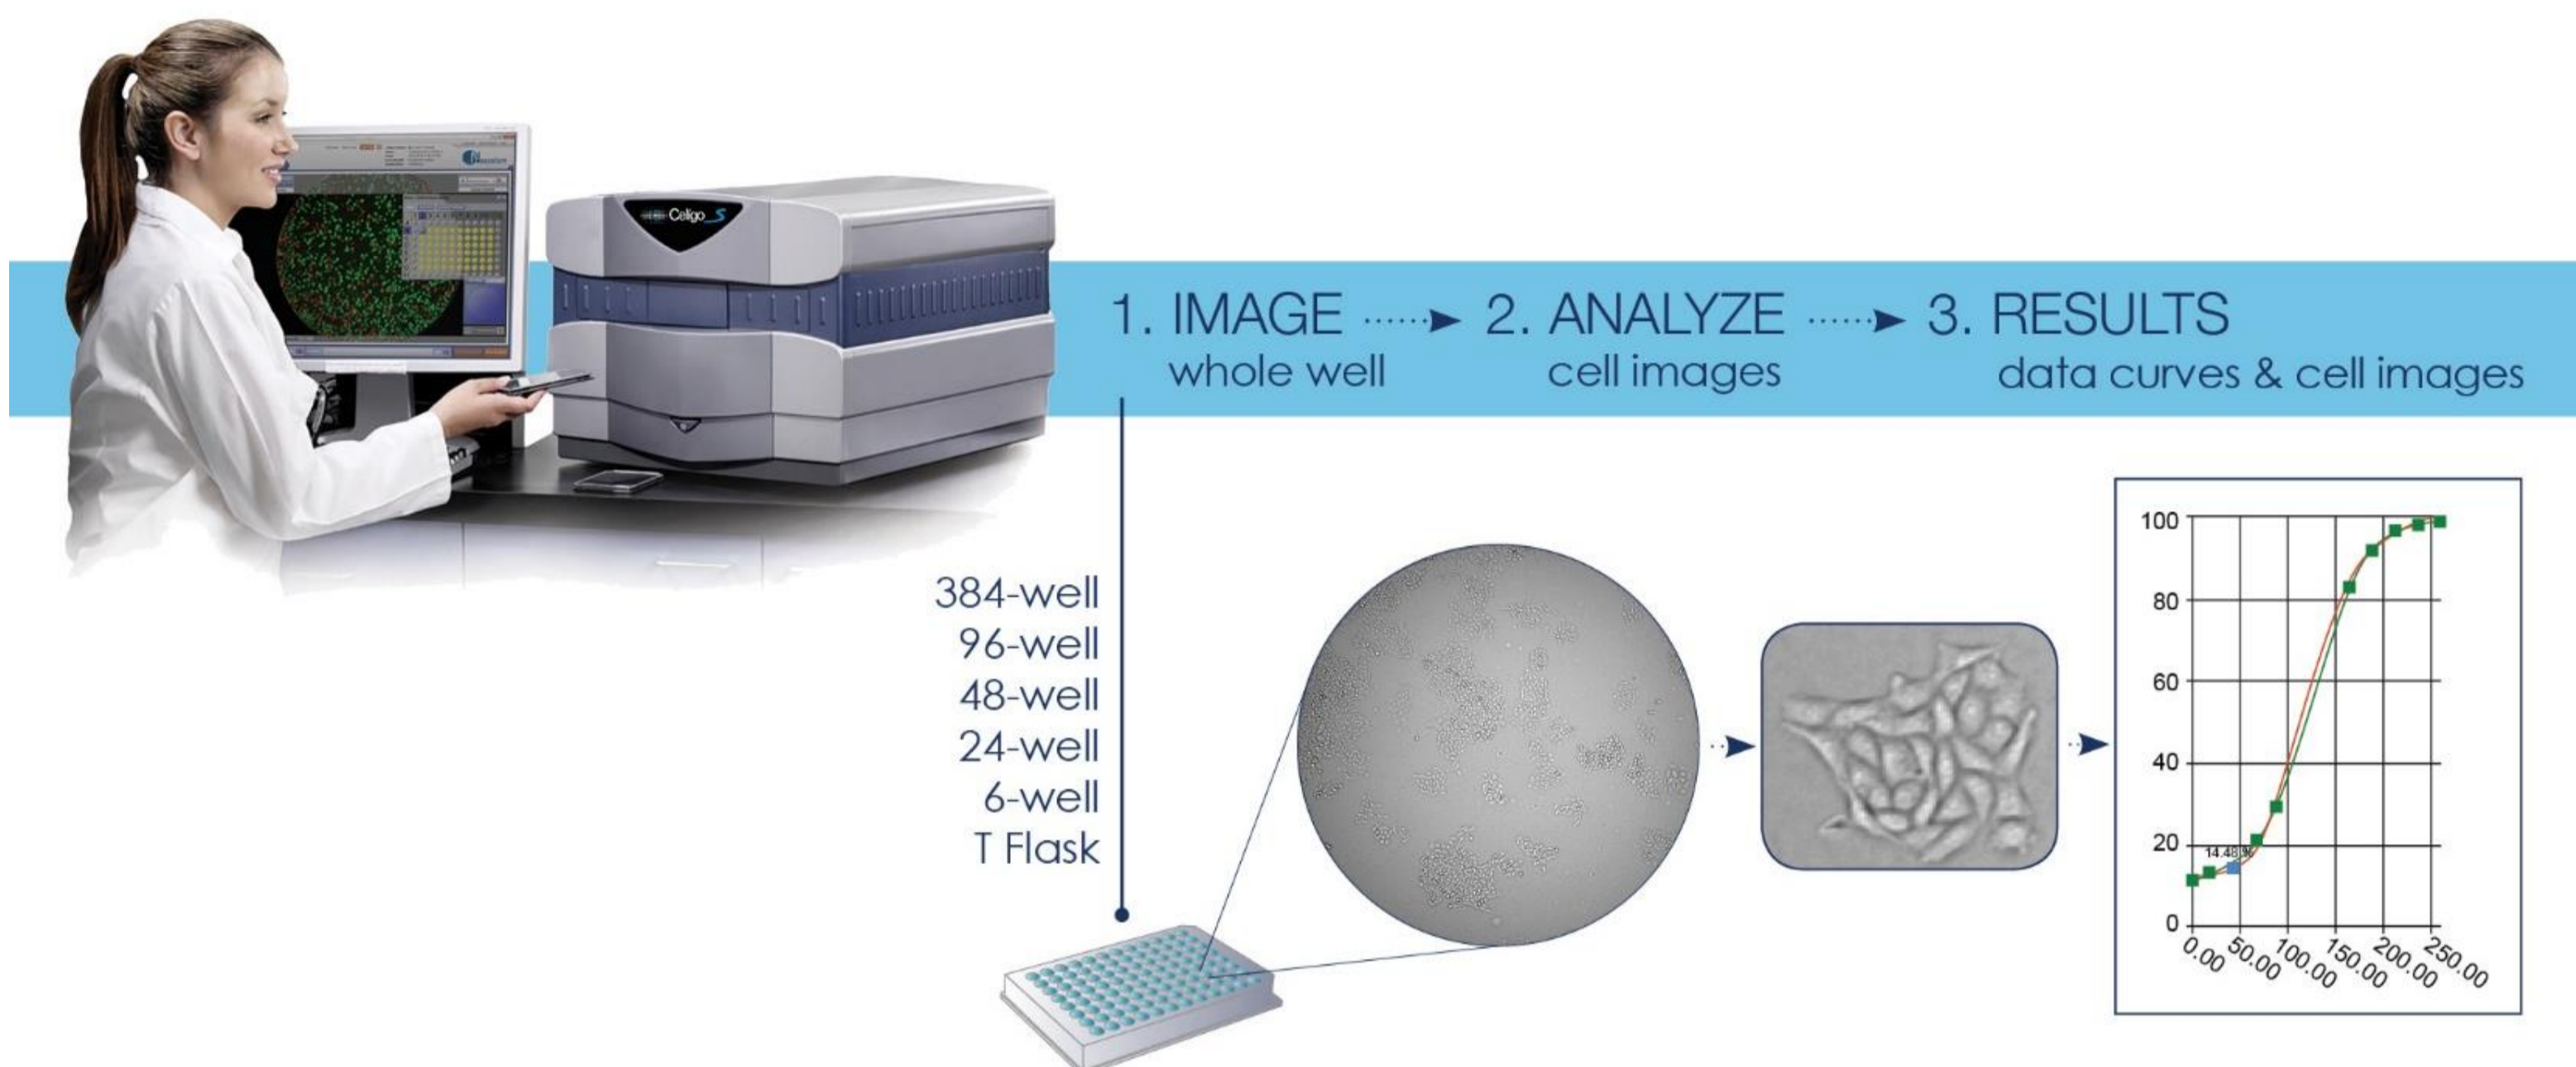 Celigo S
1. IMAGE
whole well
2. ANALYZE
cell images
3. RESULTS
data curves & cell images
384-well
96-well
48-well
24-well
6-well
T Flask
100
80
60
40
20
0
14.48 %
0.00
50.00
100.00
150.00
200.00
250.00